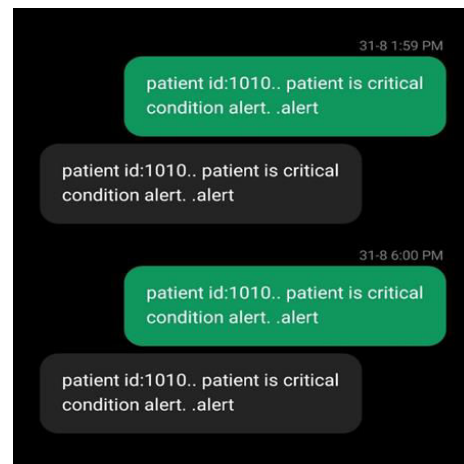 31-8 1:59 PM
patient id:1010.. patient is critical
condition alert. .alert
patient id:1010.. patient is critical
condition alert. .alert
31-8 6:00 PM
patient id:1010.. patient is critical
condition alert. .alert
patient id:1010.. patient is critical
condition alert. .alert